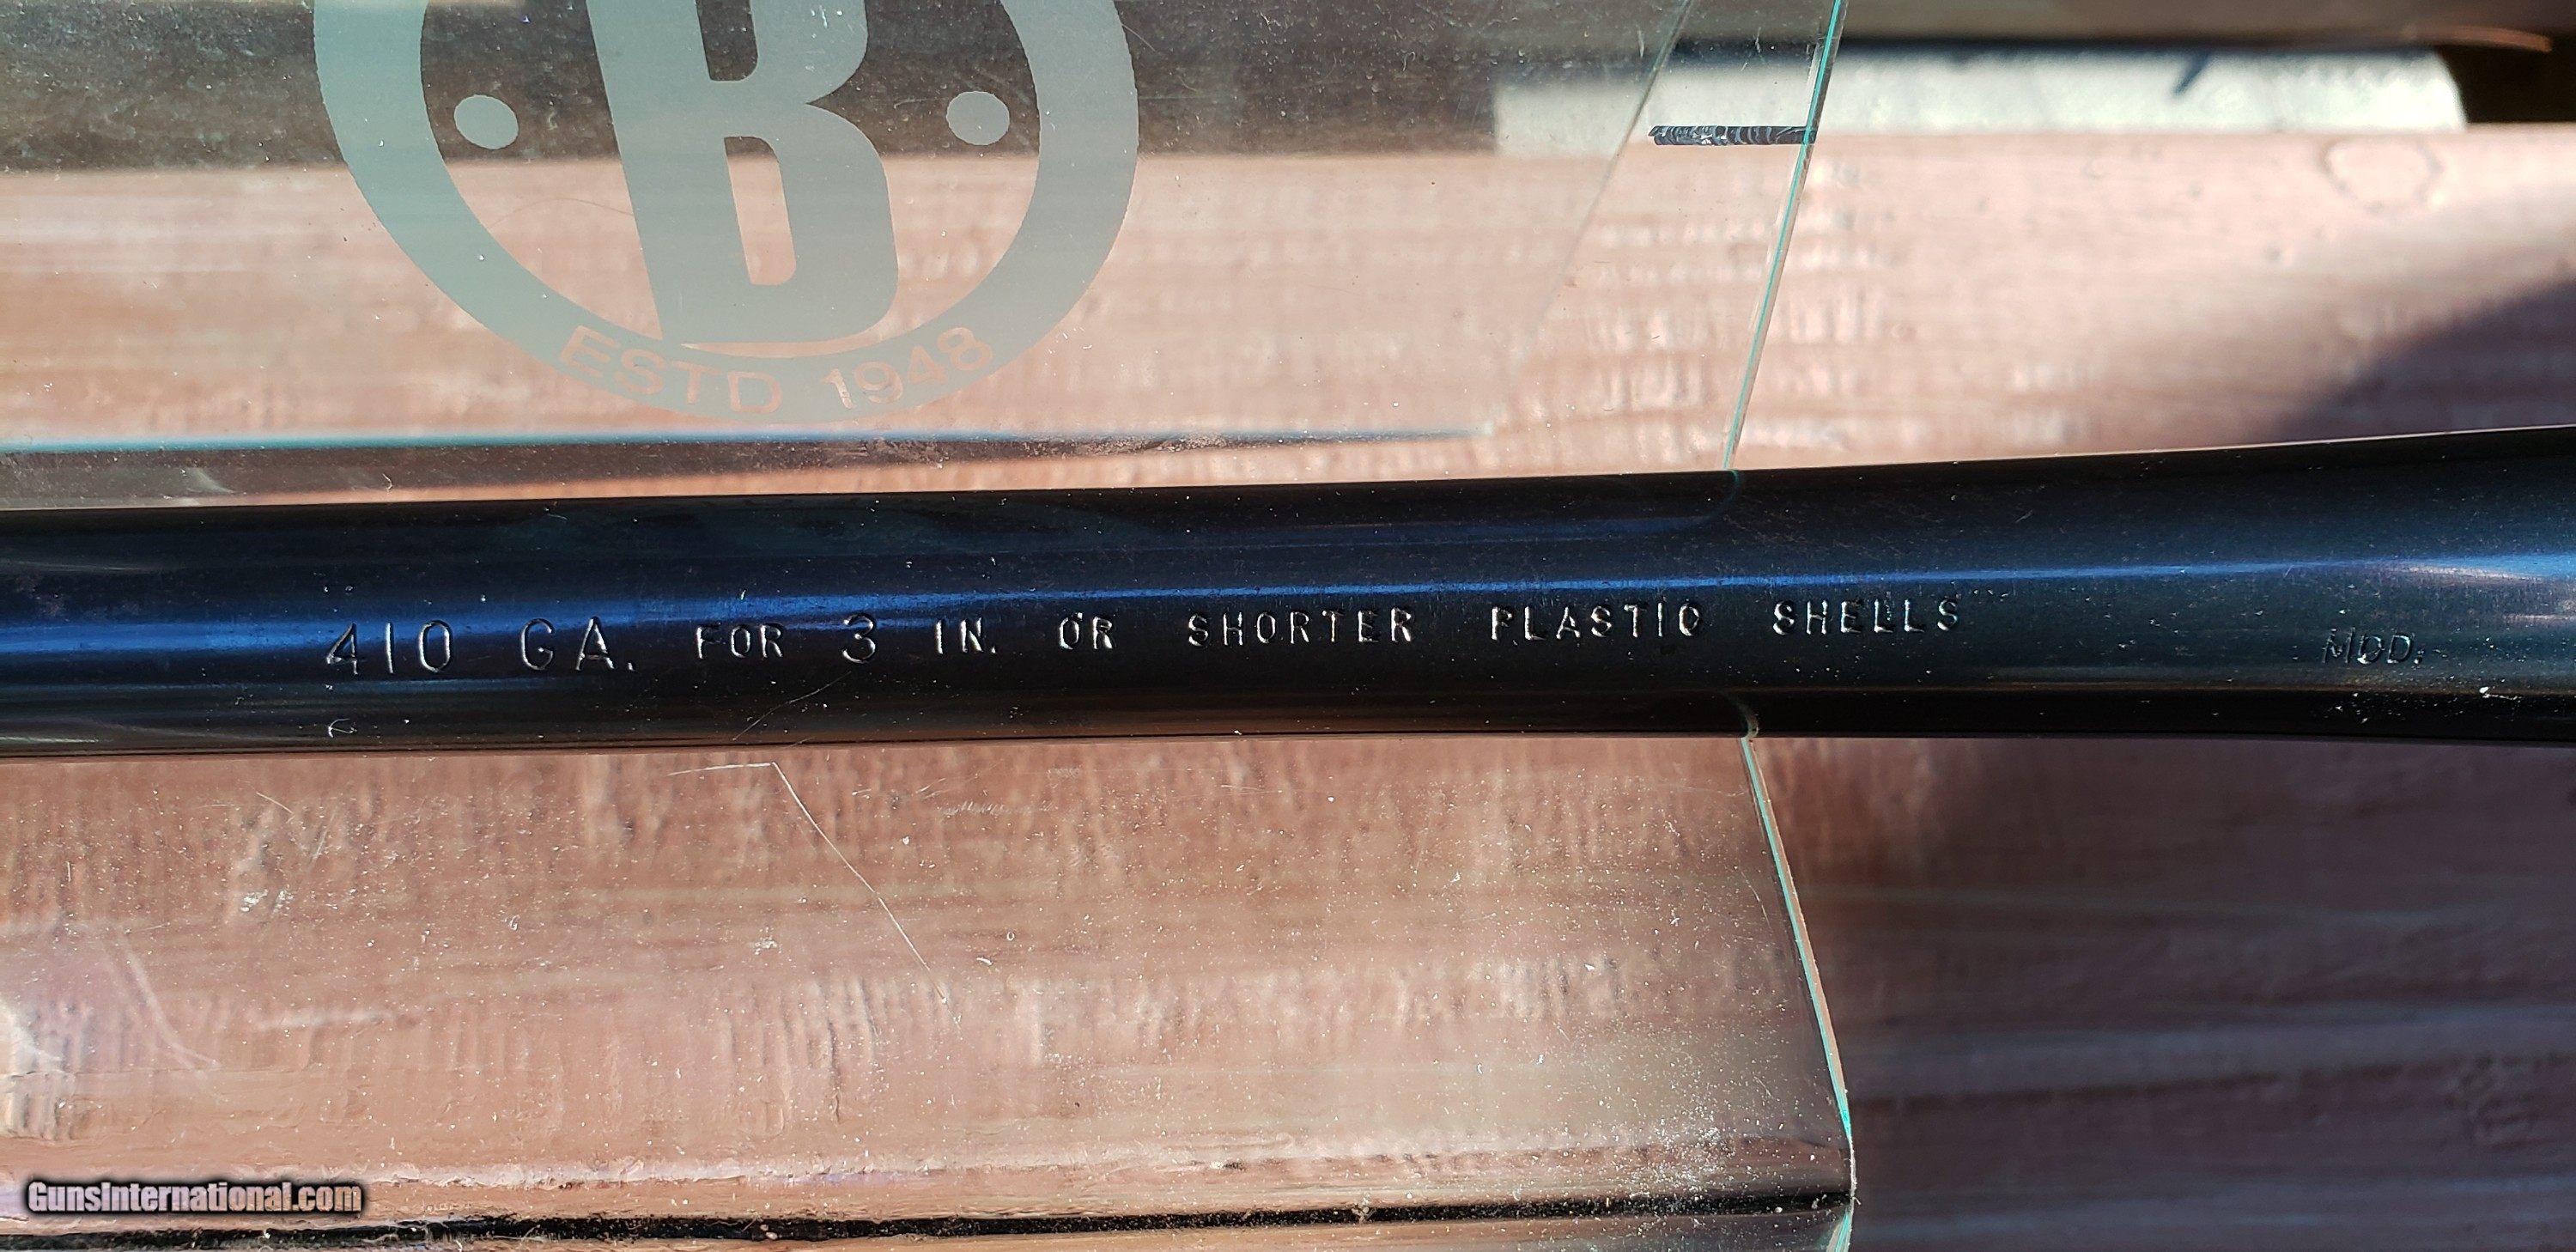 B
ESTD 1948
410 GA. FOR 3 IN. OR SHORTER PLASTIC SHELLS
MOD.
GunsInternational.com